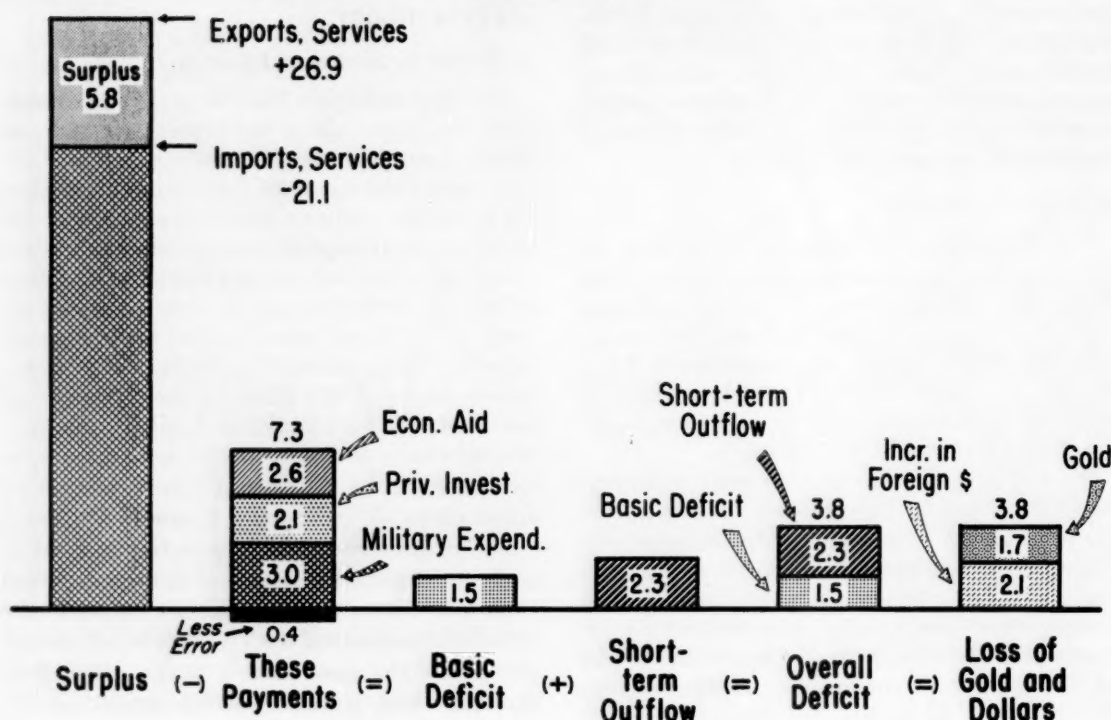 Exports, Services
+26.9
Surplus
5.8
Imports, Services
-21.1
7.3
Econ. Aid
2.6
Priv. Invest.
2.1
Military Expend.
3.0
Less
Error
0.4
1.5
2.3
Short-term
Outflow
Basic Deficit
3.8
2.3
1.5
Incr. in
Foreign $
Gold
3.8
1.7
2.1
Surplus (-) These Payments (=) Basic Deficit (+) Short-term Outflow (=) Overall Deficit (=) Loss of Gold and Dollars